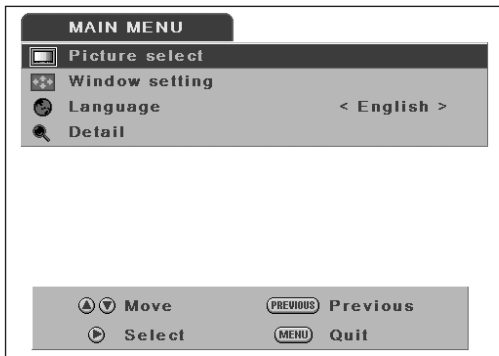 MAIN MENU
Picture select
Window setting
Language < English >
Detail
Move PREVIOUS Previous
Select MENU Quit